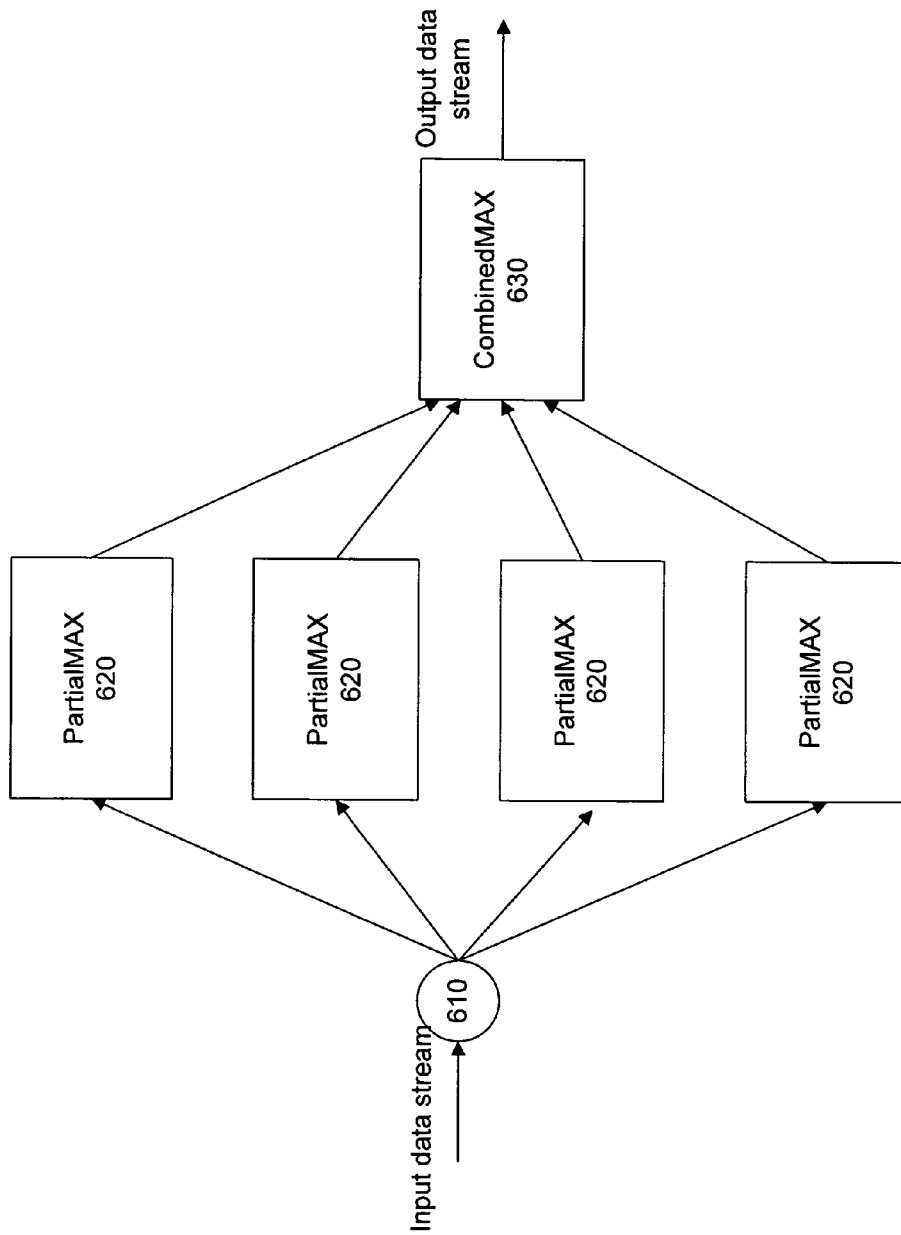 Input data stream
610
PartialMAX
620
PartialMAX
620
PartialMAX
620
PartialMAX
620
CombinedMAX
630
Output data
stream